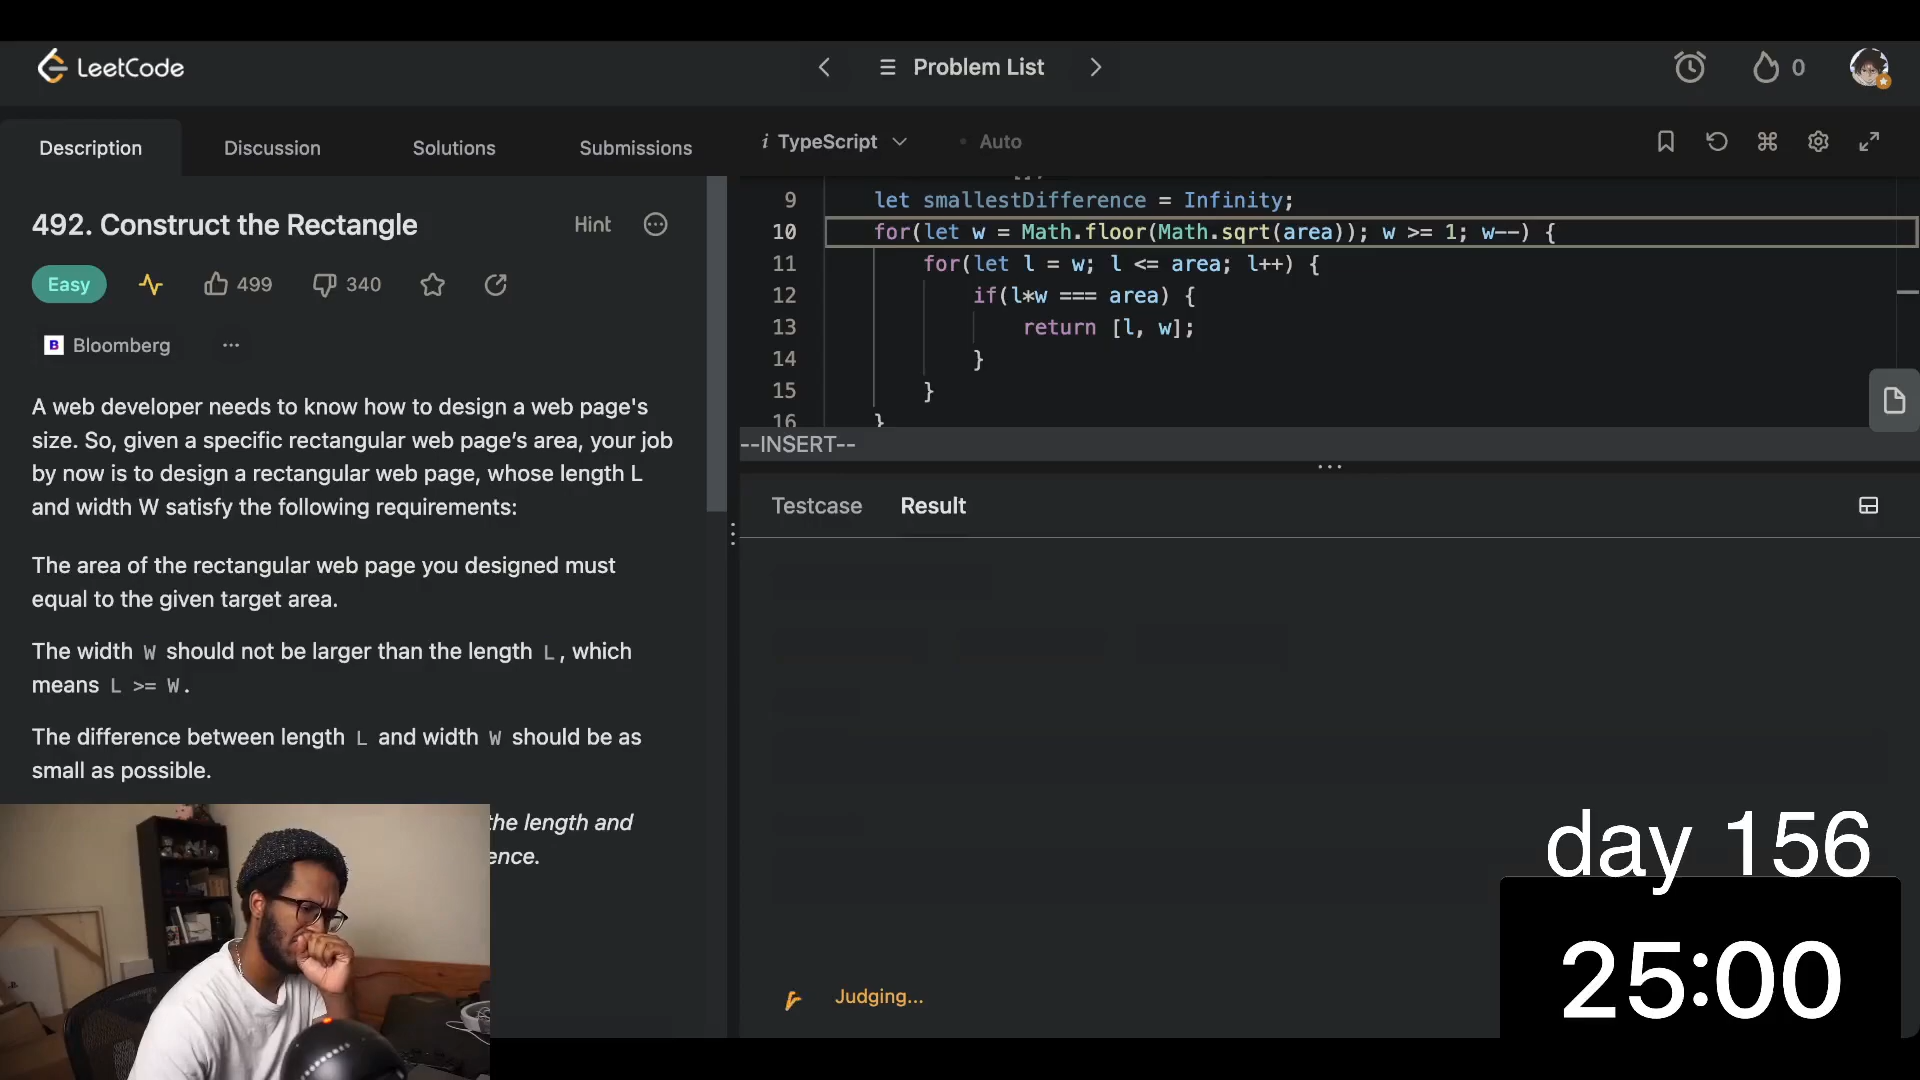 LeetCode
Problem List
0
Description
Discussion
Solutions
Submissions
i TypeScript
• Auto
492. Construct the Rectangle
Hint
Easy
499
340
B Bloomberg
...
A web developer needs to know how to design a web page's
size. So, given a specific rectangular web page’s area, your job
by now is to design a rectangular web page, whose length L
and width W satisfy the following requirements:
The area of the rectangular web page you designed must
equal to the given target area.
The width W should not be larger than the length L, which
means L >= W.
The difference between length L and width W should be as
small as possible.
the length and
ence.
9 let smallestDifference = Infinity;
10 for(let w = Math.floor(Math.sqrt(area)); w >= 1; w--) {
11 for(let l = w; l <= area; l++) {
12 if(l*w === area) {
13 return [l, w];
14 }
15 }
16 }
--INSERT--
Testcase
Result
Judging...
day 156
25:00